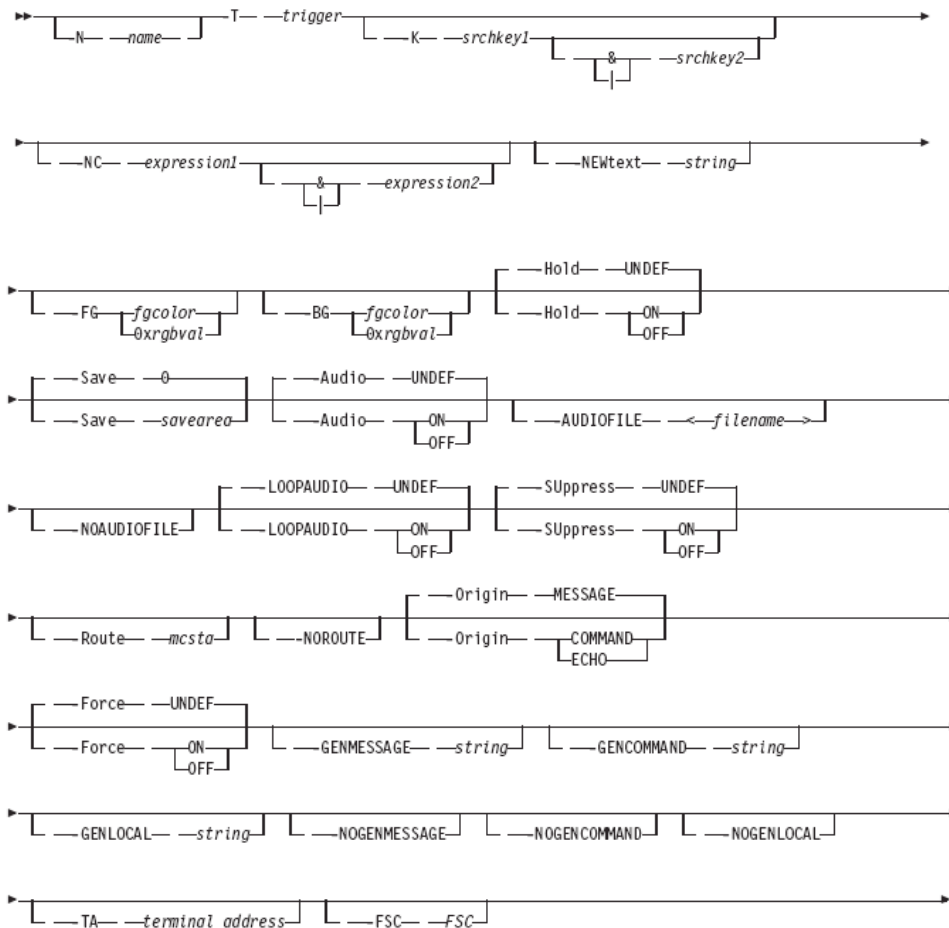 -T trigger
-N name -K srchkey1
& srchkey2
|
-NC expression1 -NEWtext string
& expression2
|
-Hold UNDEF
-FG fgcolor -BG fgcolor -Hold ON
0xrgbval 0xrgbval OFF
-Save 0 -Audio UNDEF
-Save savearea -Audio ON -AUDIOFILE < filename >
OFF
-LOOPAUDIO UNDEF -SUppress UNDEF
-NOAUDIOFILE -LOOPAUDIO ON -SUppress ON
OFF OFF
-Origin MESSAGE
-Route mcsta -NOROUTE -Origin COMMAND
ECHO
-Force UNDEF
-Force ON -GENMESSAGE string -GENCOMMAND string
OFF
-GENLOCAL string -NOGENMESSAGE -NOGENCOMMAND -NOGENLOCAL
-TA terminal address -FSC FSC